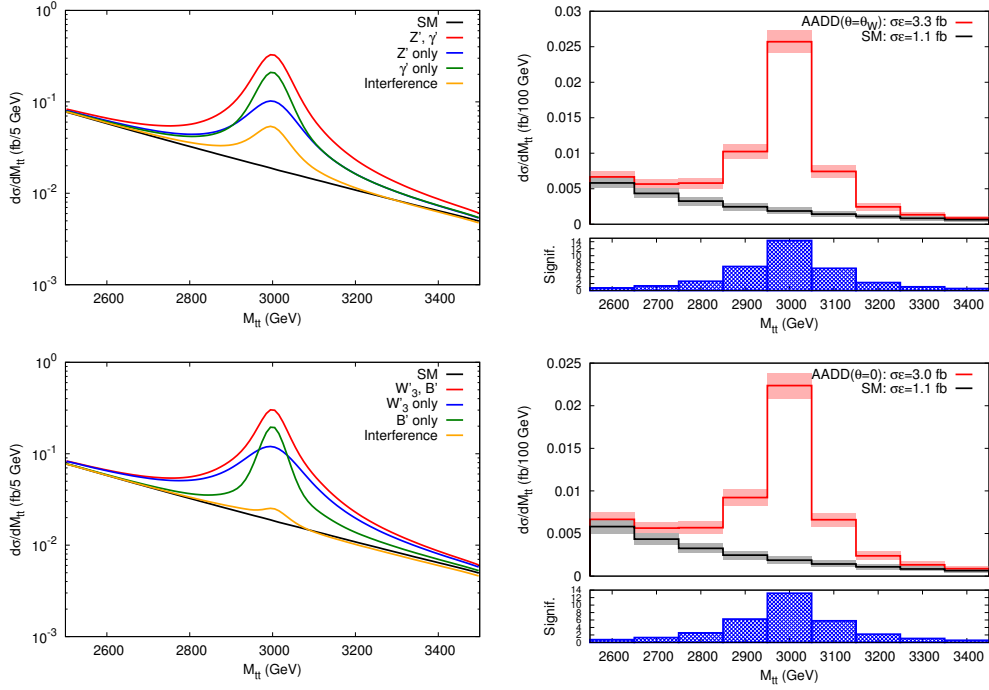 10⁰
10⁻¹
10⁻²
10⁻³
dσ/dM_tt (fb/5 GeV)
SM
Z', γ'
Z' only
γ' only
Interference
2600 2800 3000 3200 3400
M_tt (GeV)
0.03
0.025
0.02
0.015
0.01
0.005
0
dσ/dM_tt (fb/100 GeV)
AADD(θ=θ_W): σε=3.3 fb
SM: σε=1.1 fb
14
12
10
8
6
4
2
0
Signif.
2600 2700 2800 2900 3000 3100 3200 3300 3400
M_tt (GeV)
10⁰
10⁻¹
10⁻²
10⁻³
dσ/dM_tt (fb/5 GeV)
SM
W'₃, B'
W'₃ only
B' only
Interference
2600 2800 3000 3200 3400
M_tt (GeV)
0.025
0.02
0.015
0.01
0.005
0
dσ/dM_tt (fb/100 GeV)
AADD(θ=0): σε=3.0 fb
SM: σε=1.1 fb
14
12
10
8
6
4
2
0
Signif.
2600 2700 2800 2900 3000 3100 3200 3300 3400
M_tt (GeV)